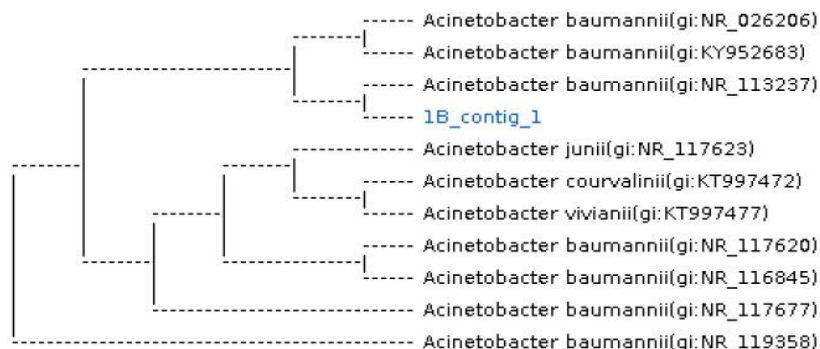 Acinetobacter baumannii(gi:NR_026206)
Acinetobacter baumannii(gi:KY952683)
Acinetobacter baumannii(gi:NR_113237)
1B_contig_1
Acinetobacter junii(gi:NR_117623)
Acinetobacter courvalinii(gi:KT997472)
Acinetobacter vivianii(gi:KT997477)
Acinetobacter baumannii(gi:NR_117620)
Acinetobacter baumannii(gi:NR_116845)
Acinetobacter baumannii(gi:NR_117677)
Acinetobacter baumannii(gi:NR_119358)